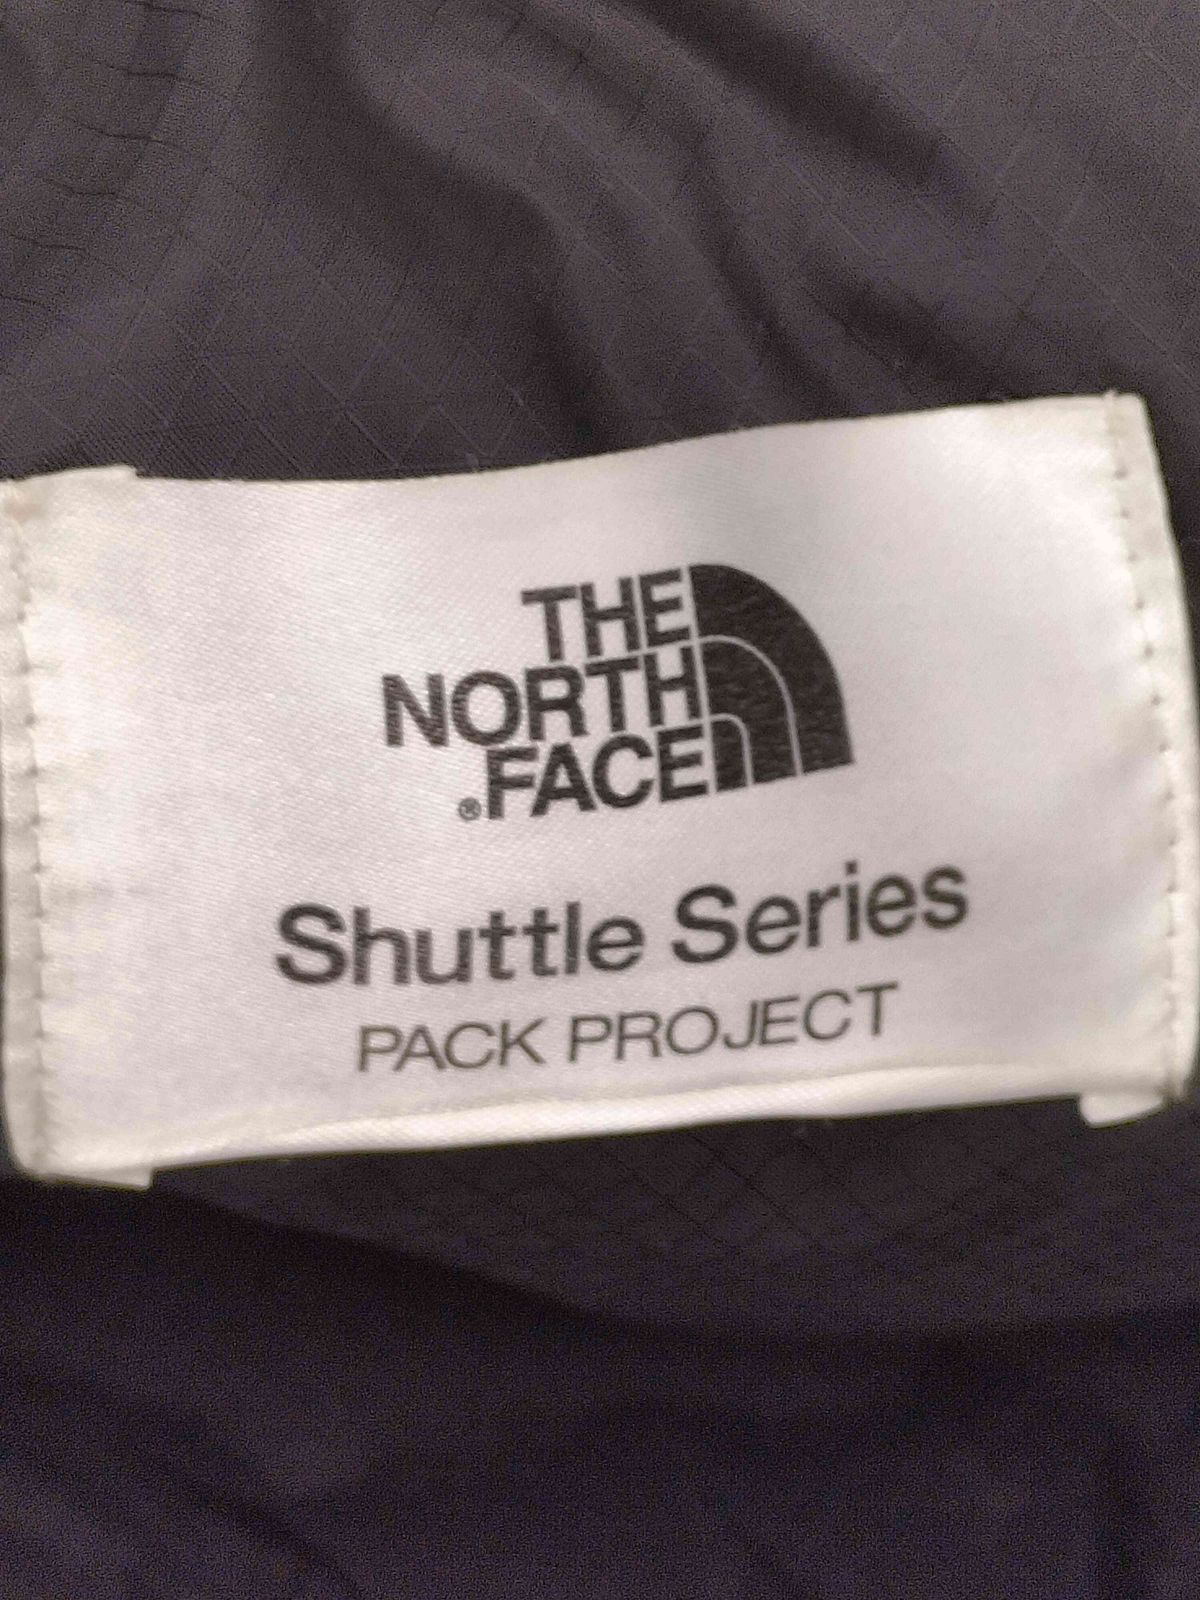 THE
NORTH
®FACE
Shuttle Series
PACK PROJECT